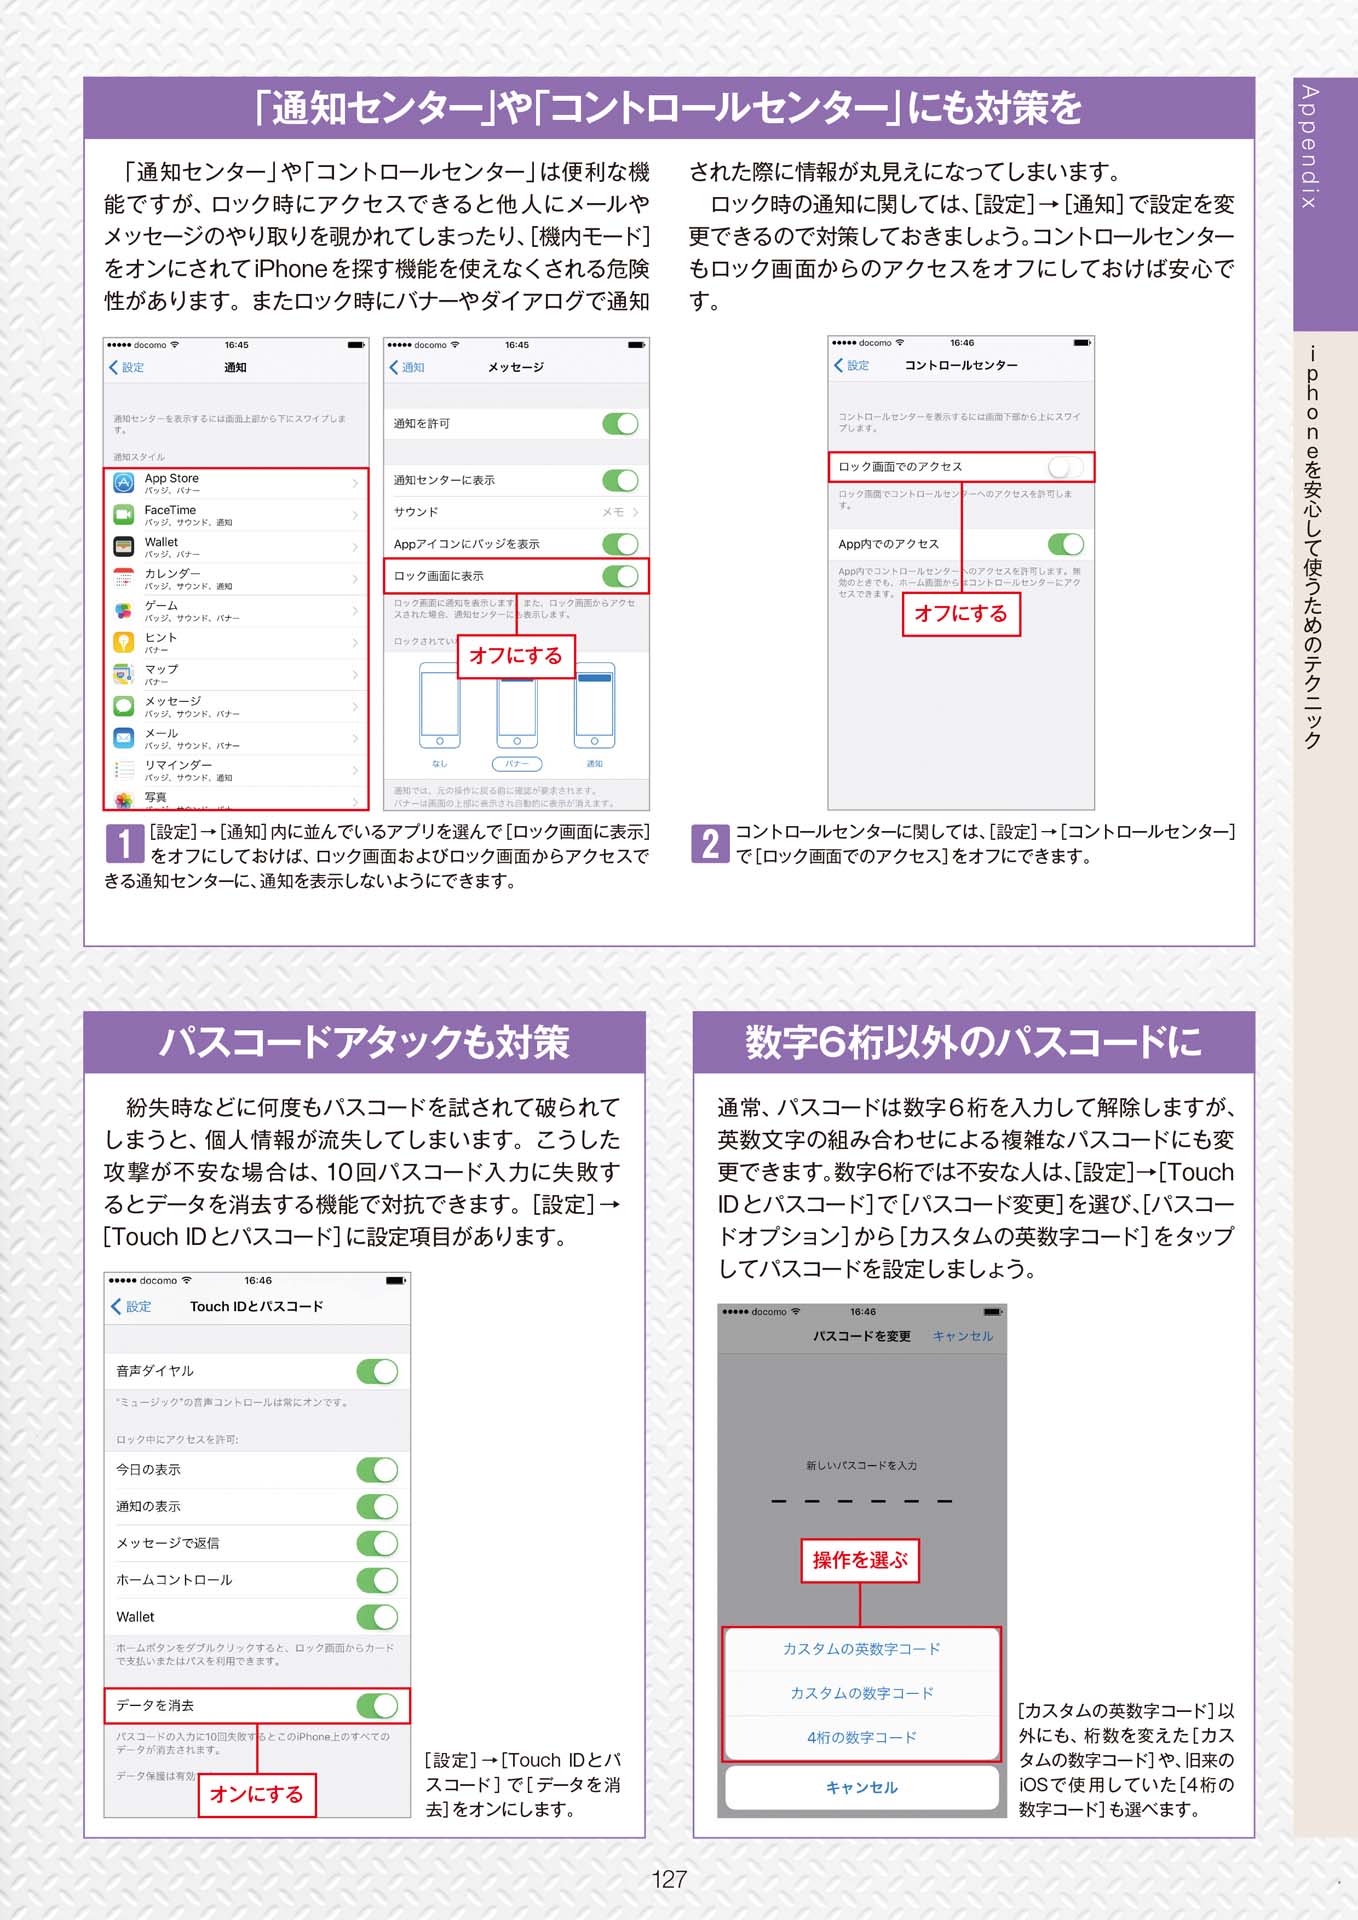 「通知センター」や「コントロールセンター」にも対策を
「通知センター」や「コントロールセンター」は便利な機
能ですが、ロック時にアクセスできると他人にメールや
メッセージのやり取りを覗かれてしまったり、［機内モード］
をオンにされてiPhoneを探す機能を使えなくされる危険
性があります。またロック時にバナーやダイアログで通知
された際に情報が丸見えになってしまいます。
ロック時の通知に関しては、［設定］→［通知］で設定を変
更できるので対策しておきましょう。コントロールセンター
もロック画面からのアクセスをオフにしておけば安心で
す。
docomo 16:45
設定 通知
通知センターを表示するには画面上部から下にスワイプしま
す。
通知スタイル
App Store
バッジ、バナー
FaceTime
バッジ、サウンド、通知
Wallet
バッジ、バナー
カレンダー
バッジ、サウンド、通知
ゲーム
バッジ、サウンド、バナー
ヒント
バナー
マップ
バナー
メッセージ
バッジ、サウンド、バナー
メール
バッジ、サウンド、バナー
リマインダー
バッジ、サウンド、通知
写真
docomo 16:45
通知 メッセージ
通知を許可
通知センターに表示
サウンド メモ
Appアイコンにバッジを表示
ロック画面に表示
ロック画面に通知を表示します。また、ロック画面からアクセ
スされた場合、通知センターにも表示します。
ロックされてい
オフにする
なし バナー 通知
通知では、元の操作に戻る前に確認が要求されます。
バナーは画面の上部に表示され自動的に表示が消えます。
docomo 16:46
設定 コントロールセンター
コントロールセンターを表示するには画面下部から上にスワイ
プします。
ロック画面でのアクセス
ロック画面でコントロールセンターへのアクセスを許可しま
す。
App内でのアクセス
App内でコントロールセンターへのアクセスを許可します。無
効のときでも、ホーム画面からはコントロールセンターにアク
セスできます。
オフにする
1 ［設定］→［通知］内に並んでいるアプリを選んで［ロック画面に表示］
をオフにしておけば、ロック画面およびロック画面からアクセスで
きる通知センターに、通知を表示しないようにできます。
2 コントロールセンターに関しては、［設定］→［コントロールセンター］
で［ロック画面でのアクセス］をオフにできます。
パスコードアタックも対策
紛失時などに何度もパスコードを試されて破られて
しまうと、個人情報が流失してしまいます。こうした
攻撃が不安な場合は、10回パスコード入力に失敗す
るとデータを消去する機能で対抗できます。［設定］→
［Touch IDとパスコード］に設定項目があります。
docomo 16:46
設定 Touch IDとパスコード
音声ダイヤル
“ミュージック”の音声コントロールは常にオンです。
ロック中にアクセスを許可:
今日の表示
通知の表示
メッセージで返信
ホームコントロール
Wallet
ホームボタンをダブルクリックすると、ロック画面からカード
で支払いまたはパスを利用できます。
データを消去
パスコードの入力に10回失敗するとこのiPhone上のすべての
データが消去されます。
データ保護は有効
オンにする
［設定］→［Touch IDとパ
スコード］で［データを消
去］をオンにします。
数字6桁以外のパスコードに
通常、パスコードは数字6桁を入力して解除しますが、
英数文字の組み合わせによる複雑なパスコードにも変
更できます。数字6桁では不安な人は、［設定］→［Touch
IDとパスコード］で［パスコード変更］を選び、［パスコー
ドオプション］から［カスタムの英数字コード］をタップ
してパスコードを設定しましょう。
docomo 16:46
パスコードを変更 キャンセル
新しいパスコードを入力
操作を選ぶ
カスタムの英数字コード
カスタムの数字コード
4桁の数字コード
キャンセル
［カスタムの英数字コード］以
外にも、桁数を変えた［カス
タムの数字コード］や、旧来の
iOSで使用していた［4桁の
数字コード］も選べます。
Appendix
iphoneを安心して使うためのテクニック
127